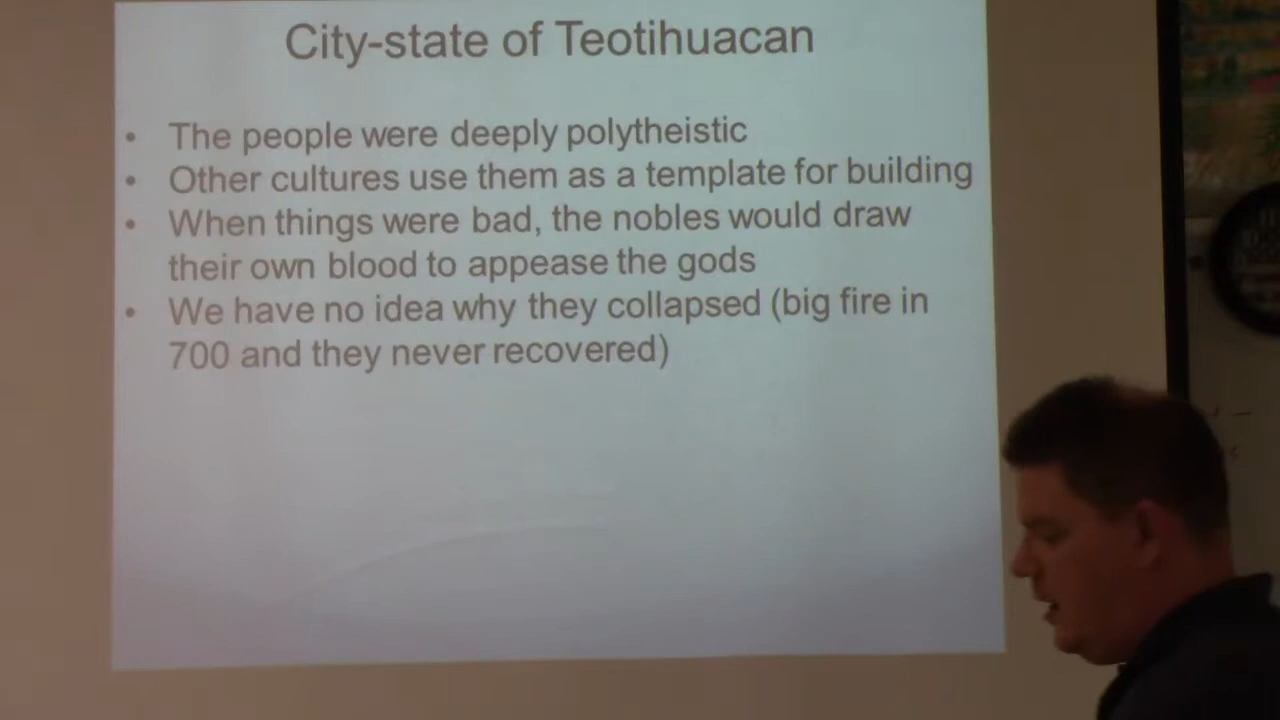 City-state of Teotihuacan
• The people were deeply polytheistic
• Other cultures use them as a template for building
• When things were bad, the nobles would draw
their own blood to appease the gods
• We have no idea why they collapsed (big fire in
700 and they never recovered)